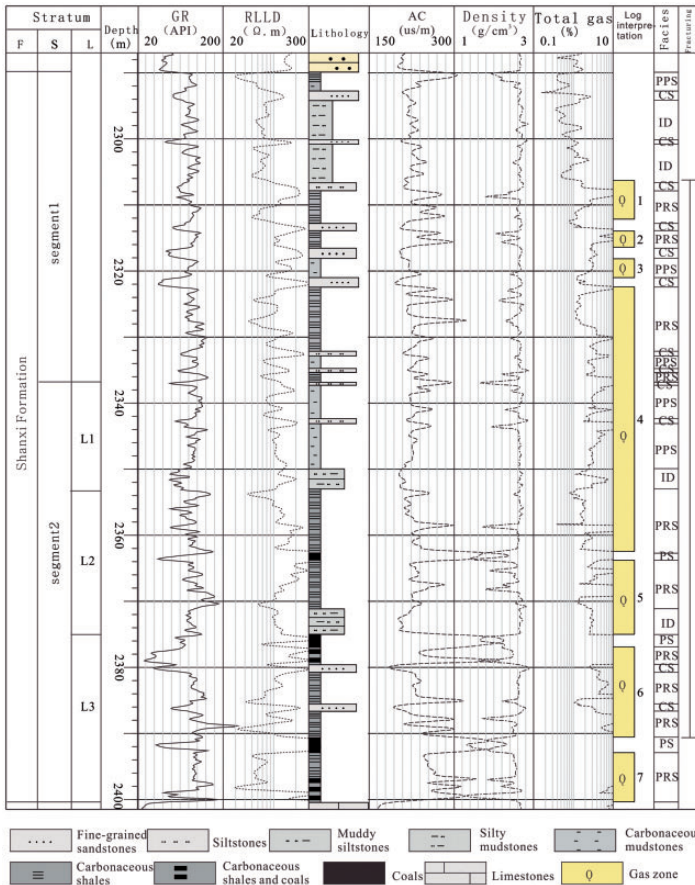 Stratum
F
S
L
Depth
(m)
GR
(API)
20 200
RLLD
(Ω.m)
20 300
Lithology
AC
(us/m)
150 300
Density
(g/cm³)
1 3
Total gas
(%)
0.1 10
Log
interpre-
tation
Facies
Fracturing
Shanxi Formation
segment1
segment2
L1
L2
L3
2300
2320
2340
2360
2380
2400
Q 1
Q 2
Q 3
Q 4
Q 5
Q 6
Q 7
PPS
CS
ID
CS
ID
CS
PRS
CS
PRS
CS
PPS
CS
PRS
CS
PPS
CS
PRS
CS
PPS
CS
PPS
ID
PRS
PS
PRS
ID
PS
PRS
CS
PRS
CS
PRS
PS
PRS
Fine-grained
sandstones
Siltstones
Muddy
siltstones
Silty
mudstones
Carbonaceous
mudstones
Carbonaceous
shales
Carbonaceous
shales and coals
Coals
Limestones
Q Gas zone